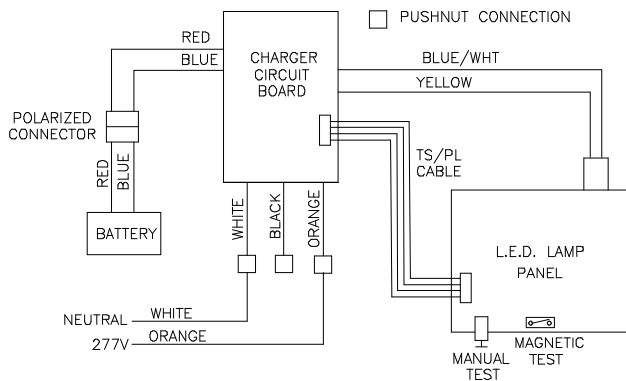 PUSHNUT CONNECTION
RED
BLUE
CHARGER
CIRCUIT
BOARD
BLUE/WHT
YELLOW
POLARIZED
CONNECTOR
RED
BLUE
TS/PL
CABLE
BATTERY
WHITE
BLACK
ORANGE
L.E.D. LAMP
PANEL
NEUTRAL
WHITE
277V
ORANGE
MANUAL
TEST
MAGNETIC
TEST